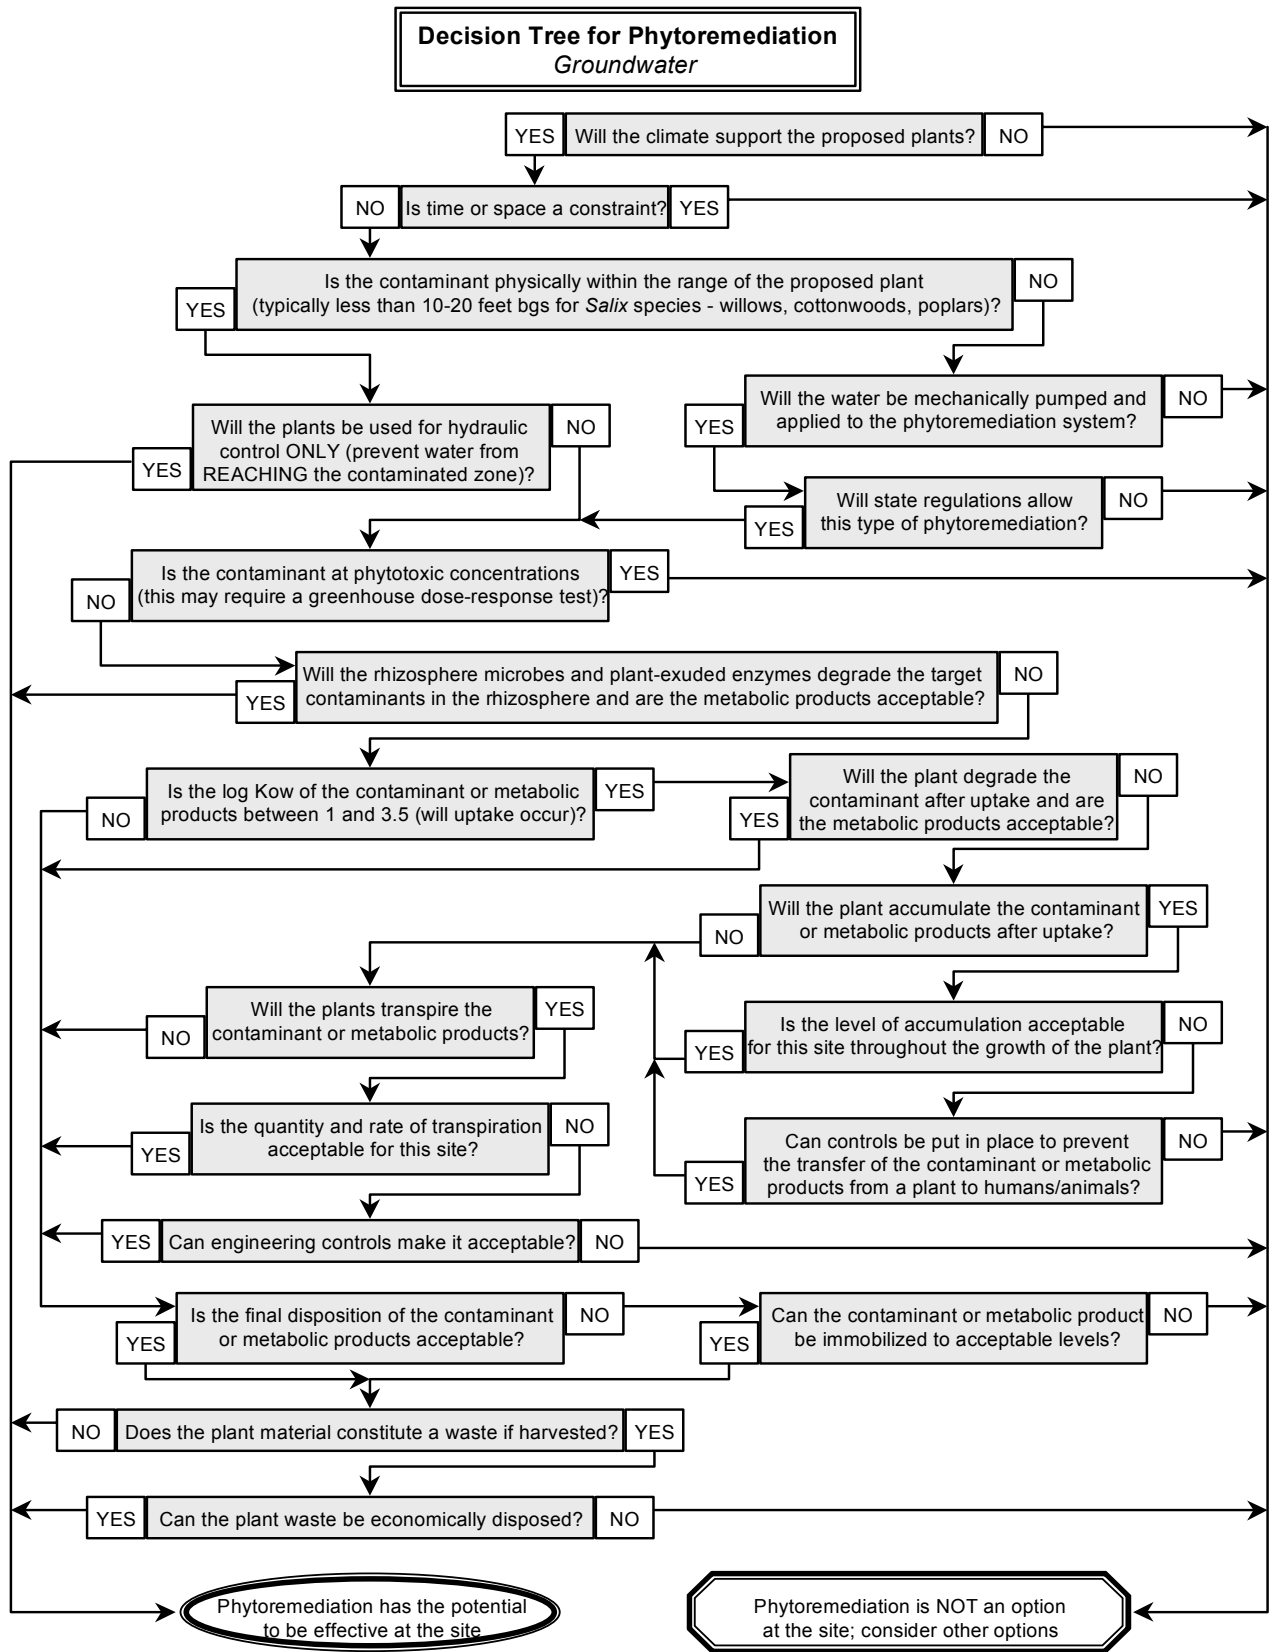 Decision Tree for Phytoremediation
Groundwater
YES
Will the climate support the proposed plants?
NO
NO
Is time or space a constraint?
YES
Is the contaminant physically within the range of the proposed plant
(typically less than 10-20 feet bgs for Salix species - willows, cottonwoods, poplars)?
NO
YES
Will the water be mechanically pumped and
applied to the phytoremediation system?
NO
YES
Will the plants be used for hydraulic
control ONLY (prevent water from
REACHING the contaminated zone)?
NO
YES
Will state regulations allow
this type of phytoremediation?
NO
YES
Is the contaminant at phytotoxic concentrations
(this may require a greenhouse dose-response test)?
YES
NO
Will the rhizosphere microbes and plant-exuded enzymes degrade the target
contaminants in the rhizosphere and are the metabolic products acceptable?
NO
YES
Is the log Kow of the contaminant or metabolic
products between 1 and 3.5 (will uptake occur)?
YES
NO
Will the plant degrade the
contaminant after uptake and are
the metabolic products acceptable?
NO
YES
Will the plant accumulate the contaminant
or metabolic products after uptake?
YES
NO
Will the plants transpire the
contaminant or metabolic products?
YES
NO
Is the level of accumulation acceptable
for this site throughout the growth of the plant?
NO
YES
Is the quantity and rate of transpiration
acceptable for this site?
NO
YES
Can controls be put in place to prevent
the transfer of the contaminant or metabolic
products from a plant to humans/animals?
NO
YES
YES
Can engineering controls make it acceptable?
NO
Is the final disposition of the contaminant
or metabolic products acceptable?
NO
YES
Can the contaminant or metabolic product
be immobilized to acceptable levels?
NO
YES
NO
Does the plant material constitute a waste if harvested?
YES
YES
Can the plant waste be economically disposed?
NO
Phytoremediation has the potential
to be effective at the site
Phytoremediation is NOT an option
at the site; consider other options